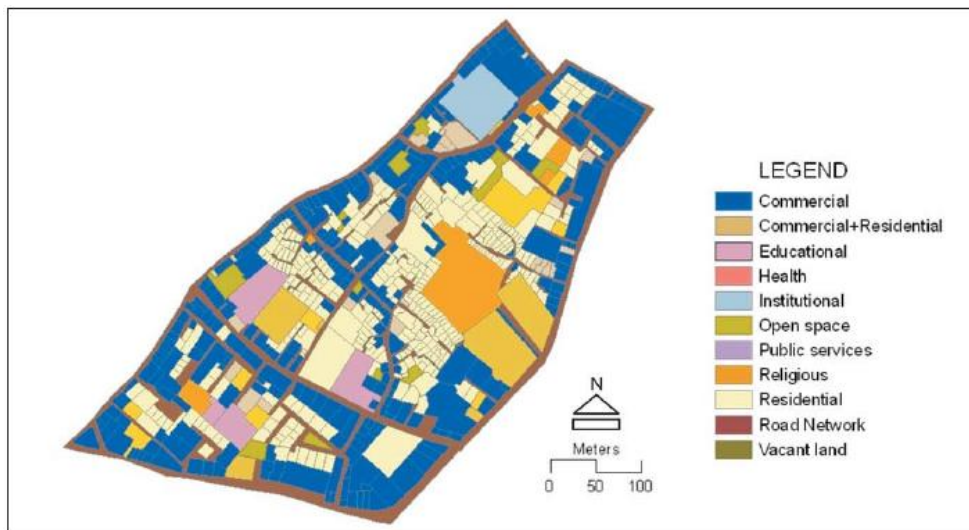 LEGEND
Commercial
Commercial+Residential
Educational
Health
Institutional
Open space
Public services
Religious
Residential
Road Network
Vacant land
N
Meters
0 50 100